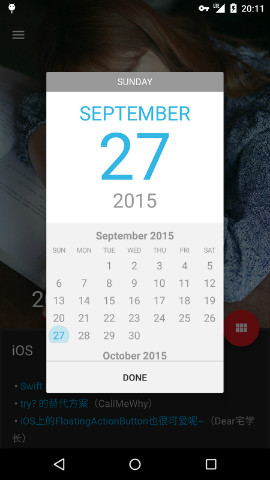 20:11
SUNDAY
SEPTEMBER
27
2015
September 2015
SUN MON TUE WED THU FRI SAT
1 2 3 4 5
6 7 8 9 10 11 12
13 14 15 16 17 18 19
20 21 22 23 24 25 26
27 28 29 30
October 2015
DONE
iOS
• Swift
• try? 的替代方案（CallMeWhy）
• iOS上的FloatingActionButton也很可爱呢~（Dear宅学
长）